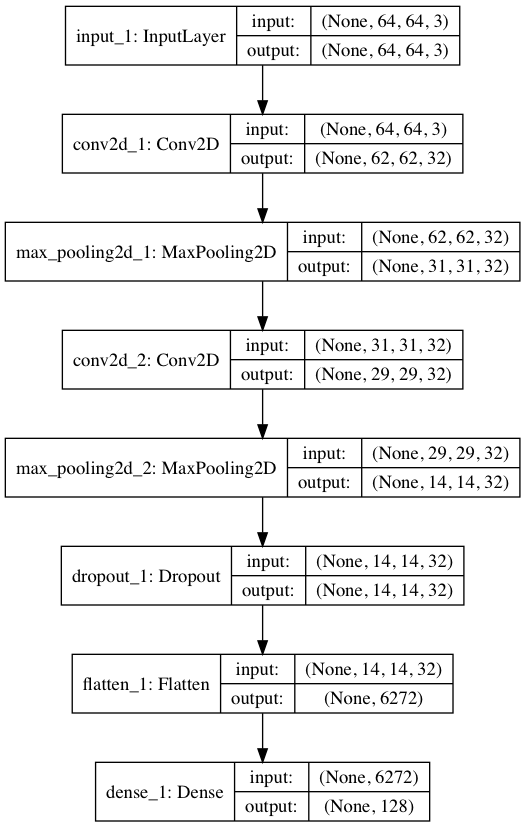 input_1: InputLayer
input: (None, 64, 64, 3)
output: (None, 64, 64, 3)
conv2d_1: Conv2D
input: (None, 64, 64, 3)
output: (None, 62, 62, 32)
max_pooling2d_1: MaxPooling2D
input: (None, 62, 62, 32)
output: (None, 31, 31, 32)
conv2d_2: Conv2D
input: (None, 31, 31, 32)
output: (None, 29, 29, 32)
max_pooling2d_2: MaxPooling2D
input: (None, 29, 29, 32)
output: (None, 14, 14, 32)
dropout_1: Dropout
input: (None, 14, 14, 32)
output: (None, 14, 14, 32)
flatten_1: Flatten
input: (None, 14, 14, 32)
output: (None, 6272)
dense_1: Dense
input: (None, 6272)
output: (None, 128)